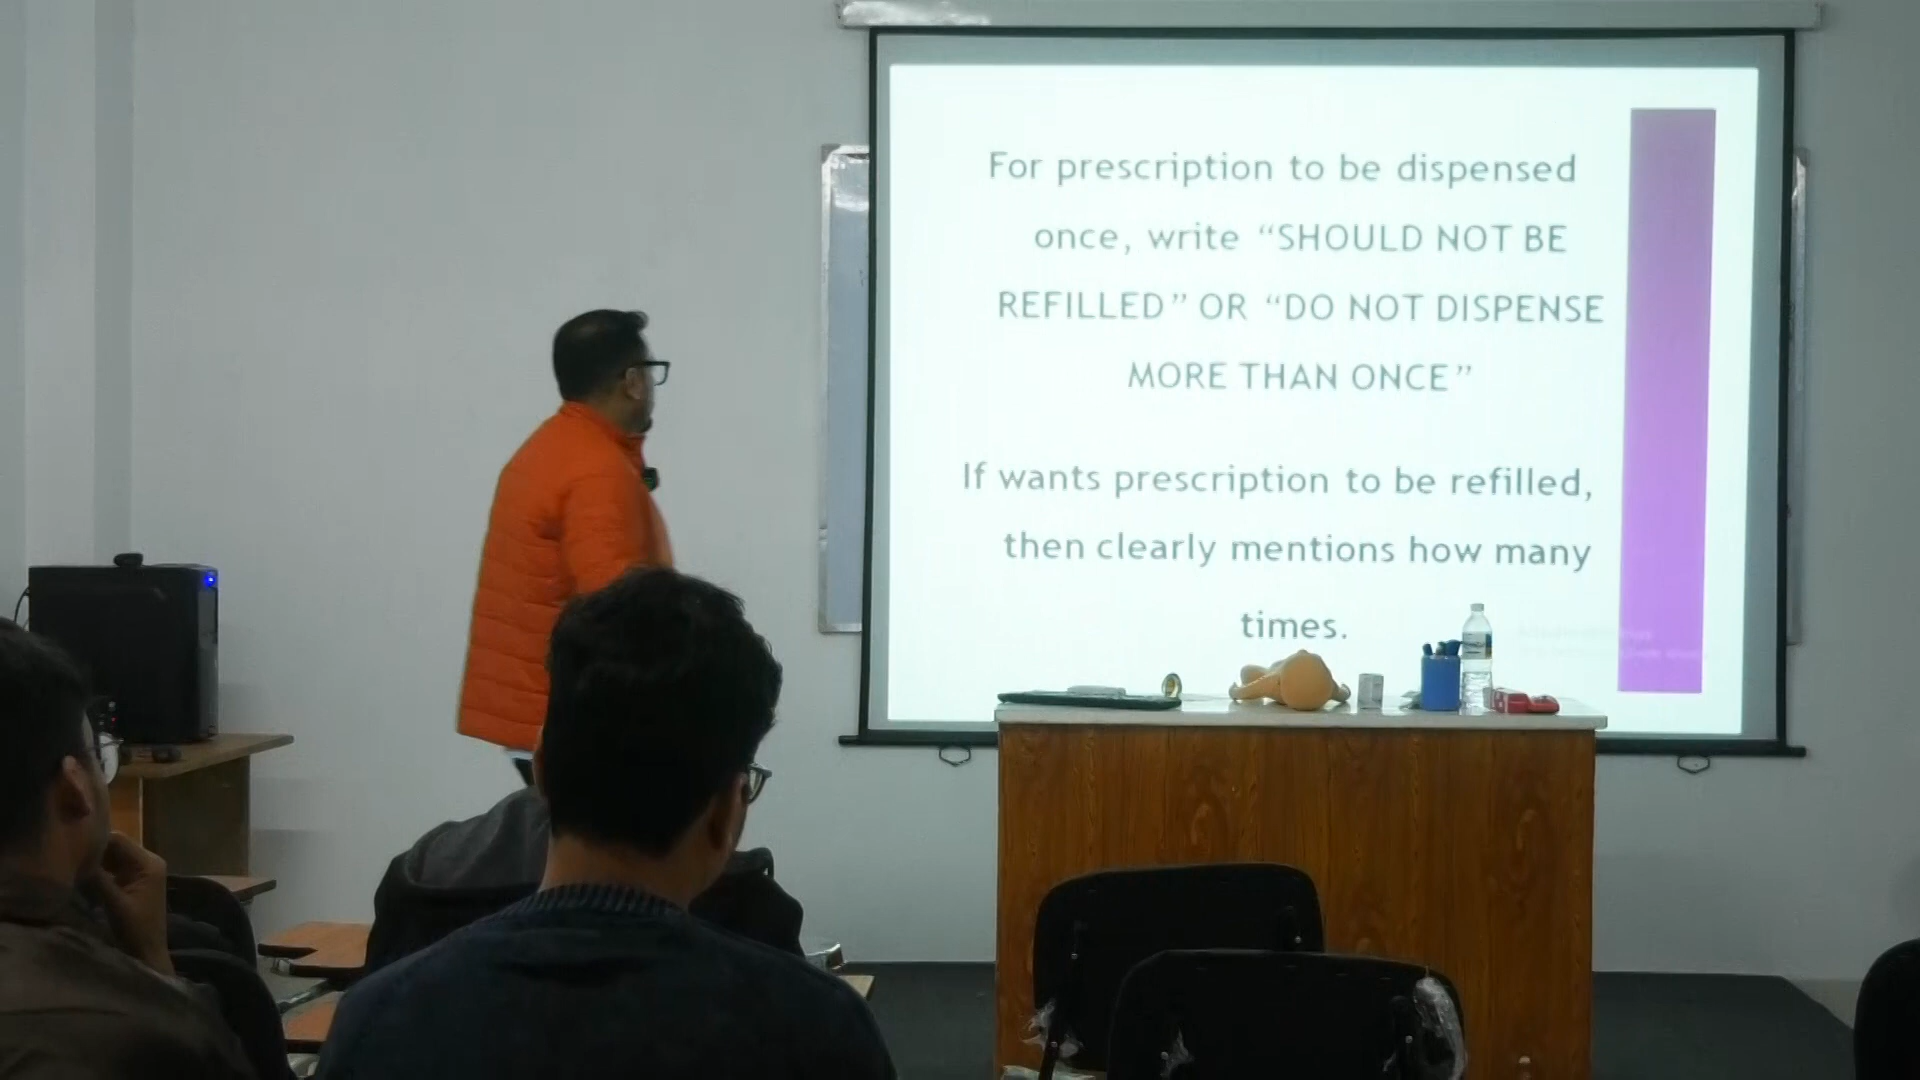 For prescription to be dispensed
once, write “SHOULD NOT BE
REFILLED” OR “DO NOT DISPENSE
MORE THAN ONCE”
If wants prescription to be refilled,
then clearly mentions how many
times.